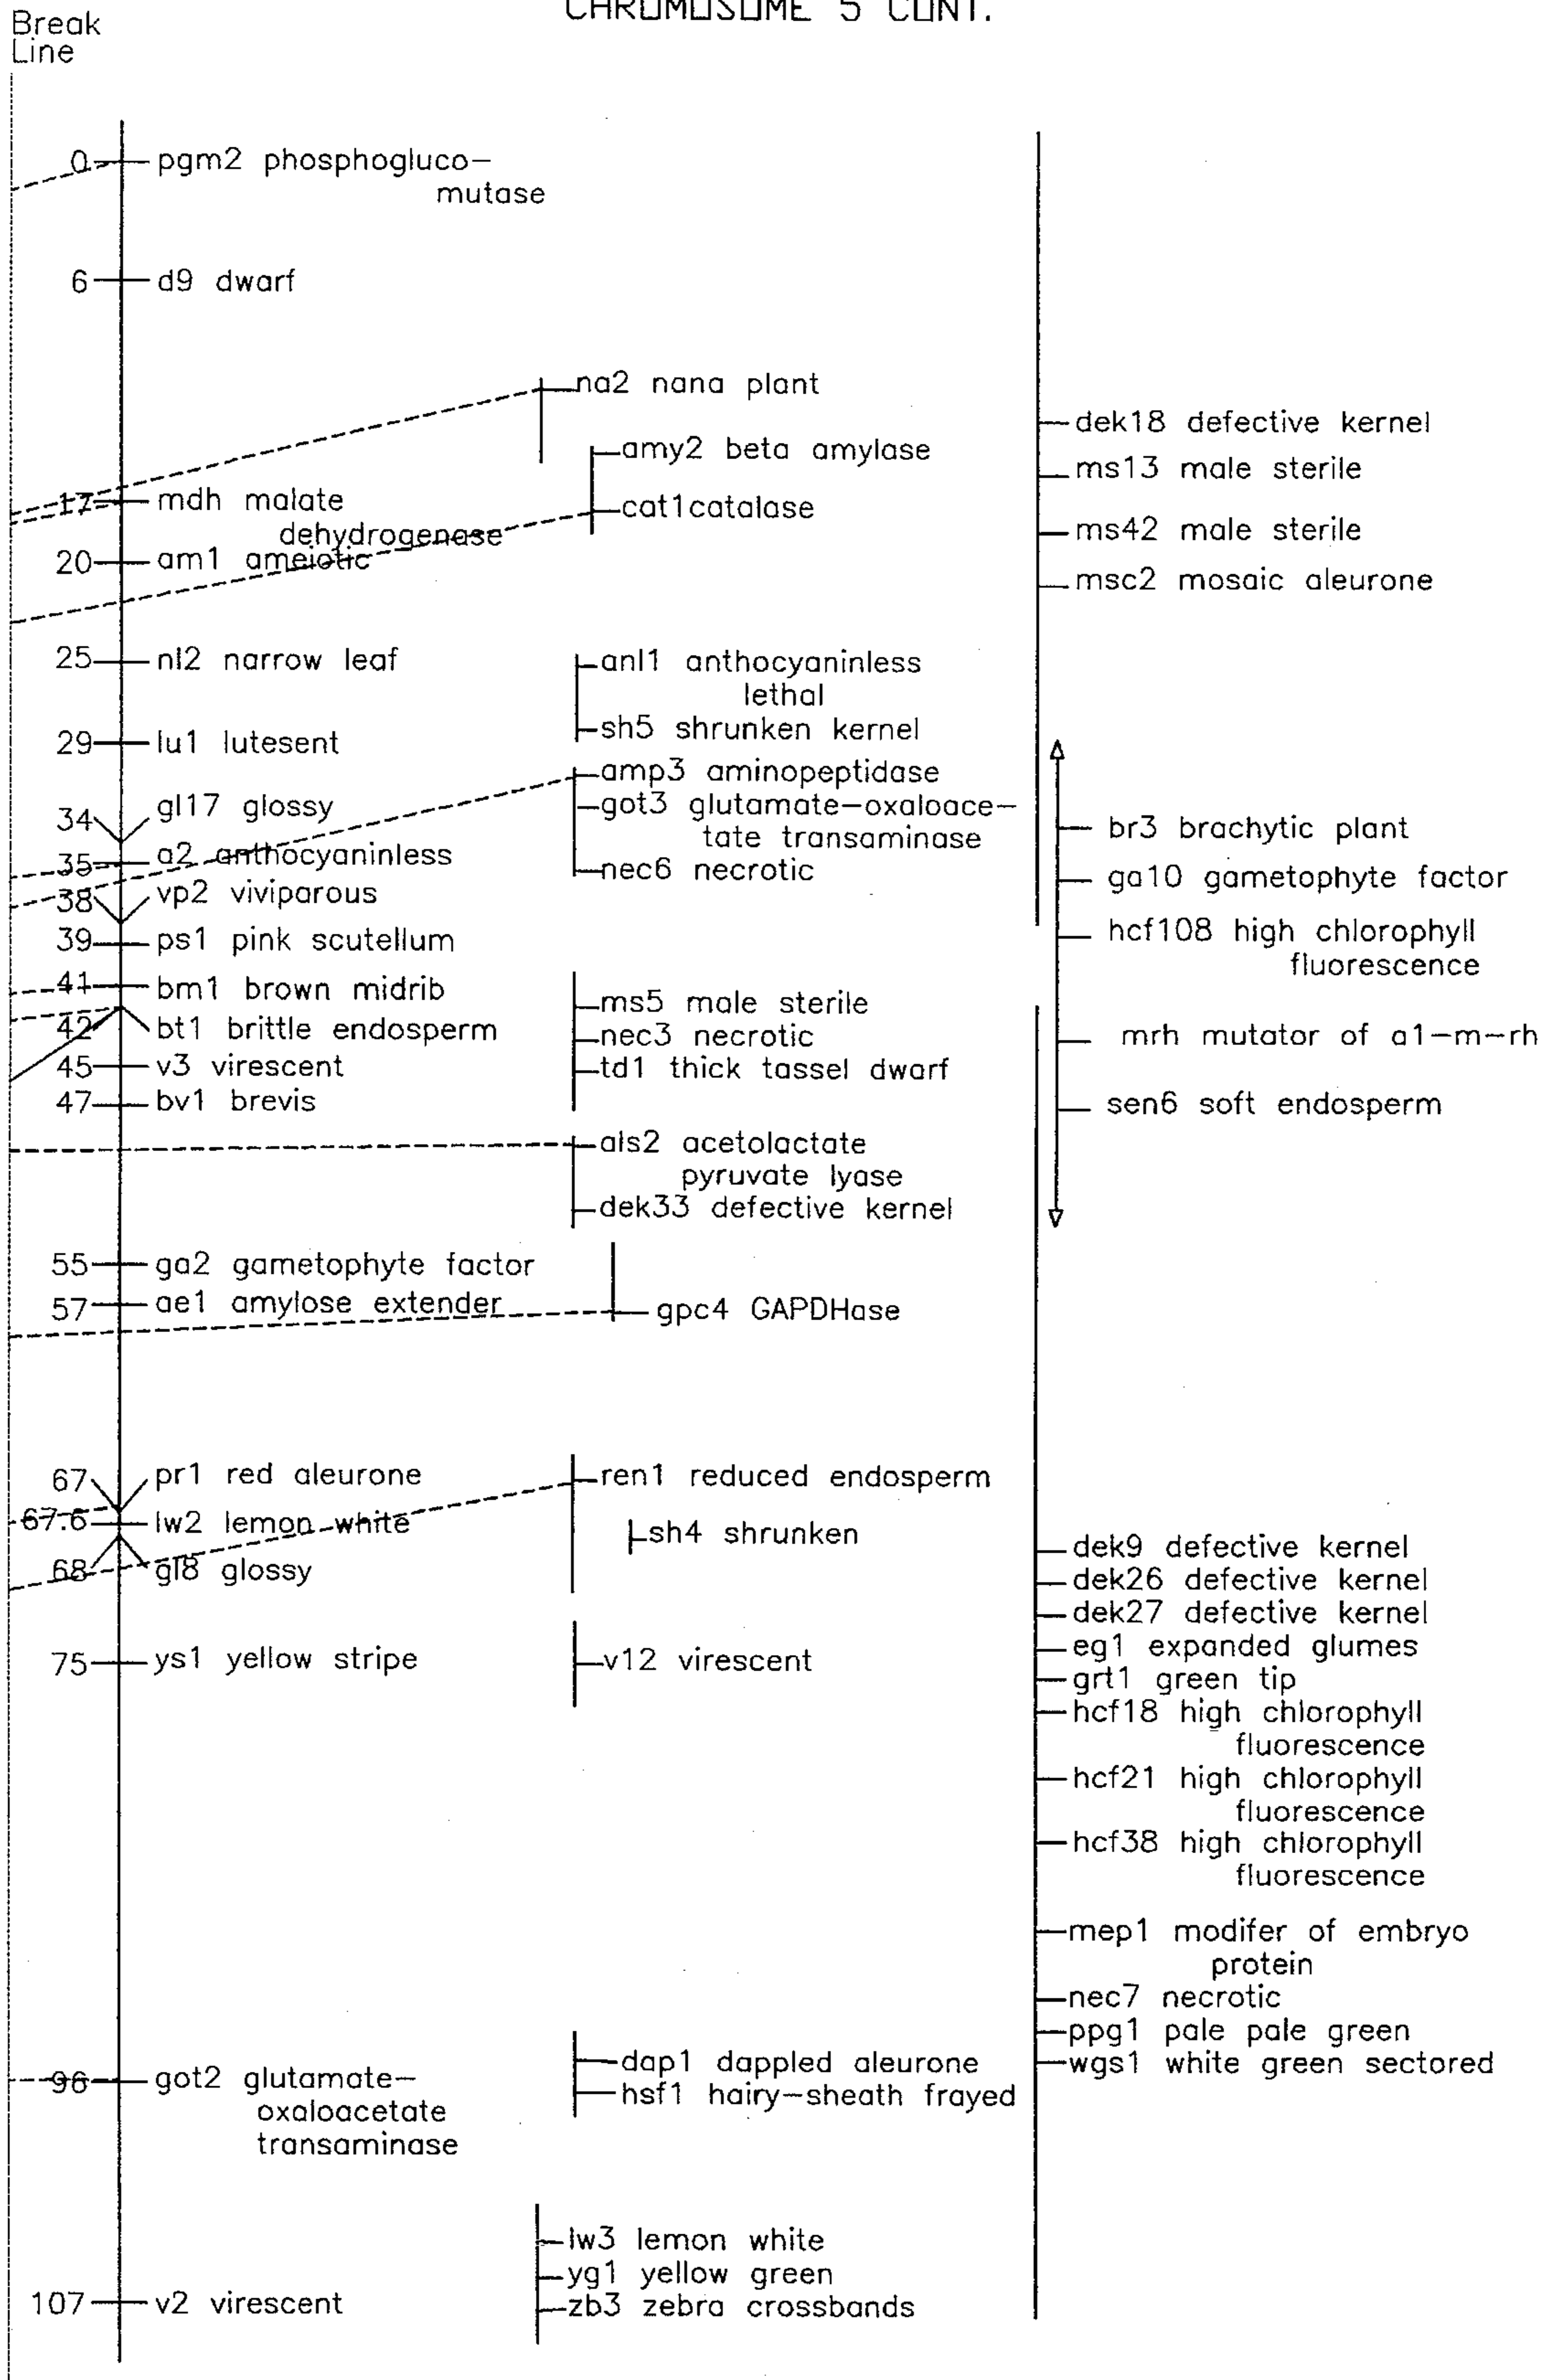 CHROMOSOME 5 CONT.
Break
Line
0 pgm2 phosphogluco-
mutase
6 d9 dwarf
na2 nana plant
amy2 beta amylase
cat1catalase
17 mdh malate
dehydrogenase
20 am1 ameiotic
25 nl2 narrow leaf
anl1 anthocyaninless
lethal
sh5 shrunken kernel
29 lu1 lutesent
amp3 aminopeptidase
got3 glutamate-oxaloace-
tate transaminase
nec6 necrotic
34 gl17 glossy
35 a2 anthocyaninless
38 vp2 viviparous
39 ps1 pink scutellum
41 bm1 brown midrib
42 bt1 brittle endosperm
45 v3 virescent
47 bv1 brevis
ms5 male sterile
nec3 necrotic
td1 thick tassel dwarf
als2 acetolactate
pyruvate lyase
dek33 defective kernel
55 ga2 gametophyte factor
57 ae1 amylose extender
gpc4 GAPDHase
67 pr1 red aleurone
67.6 lw2 lemon white
68 gl8 glossy
ren1 reduced endosperm
sh4 shrunken
75 ys1 yellow stripe
v12 virescent
96 got2 glutamate-
oxaloacetate
transaminase
dap1 dappled aleurone
hsf1 hairy-sheath frayed
lw3 lemon white
yg1 yellow green
zb3 zebra crossbands
107 v2 virescent
dek18 defective kernel
ms13 male sterile
ms42 male sterile
msc2 mosaic aleurone
br3 brachytic plant
ga10 gametophyte factor
hcf108 high chlorophyll
fluorescence
mrh mutator of a1-m-rh
sen6 soft endosperm
dek9 defective kernel
dek26 defective kernel
dek27 defective kernel
eg1 expanded glumes
grt1 green tip
hcf18 high chlorophyll
fluorescence
hcf21 high chlorophyll
fluorescence
hcf38 high chlorophyll
fluorescence
mep1 modifer of embryo
protein
nec7 necrotic
ppg1 pale pale green
wgs1 white green sectored